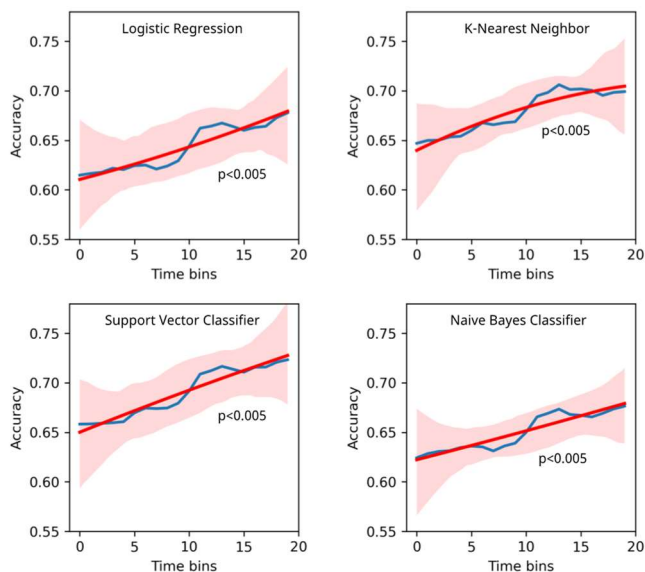 Logistic Regression
0.75
0.70
0.65
0.60
0.55
Accuracy
p<0.005
0 5 10 15 20
Time bins
K-Nearest Neighbor
0.75
0.70
0.65
0.60
0.55
Accuracy
p<0.005
0 5 10 15 20
Time bins
Support Vector Classifier
0.75
0.70
0.65
0.60
0.55
Accuracy
p<0.005
0 5 10 15 20
Time bins
Naive Bayes Classifier
0.75
0.70
0.65
0.60
0.55
Accuracy
p<0.005
0 5 10 15 20
Time bins